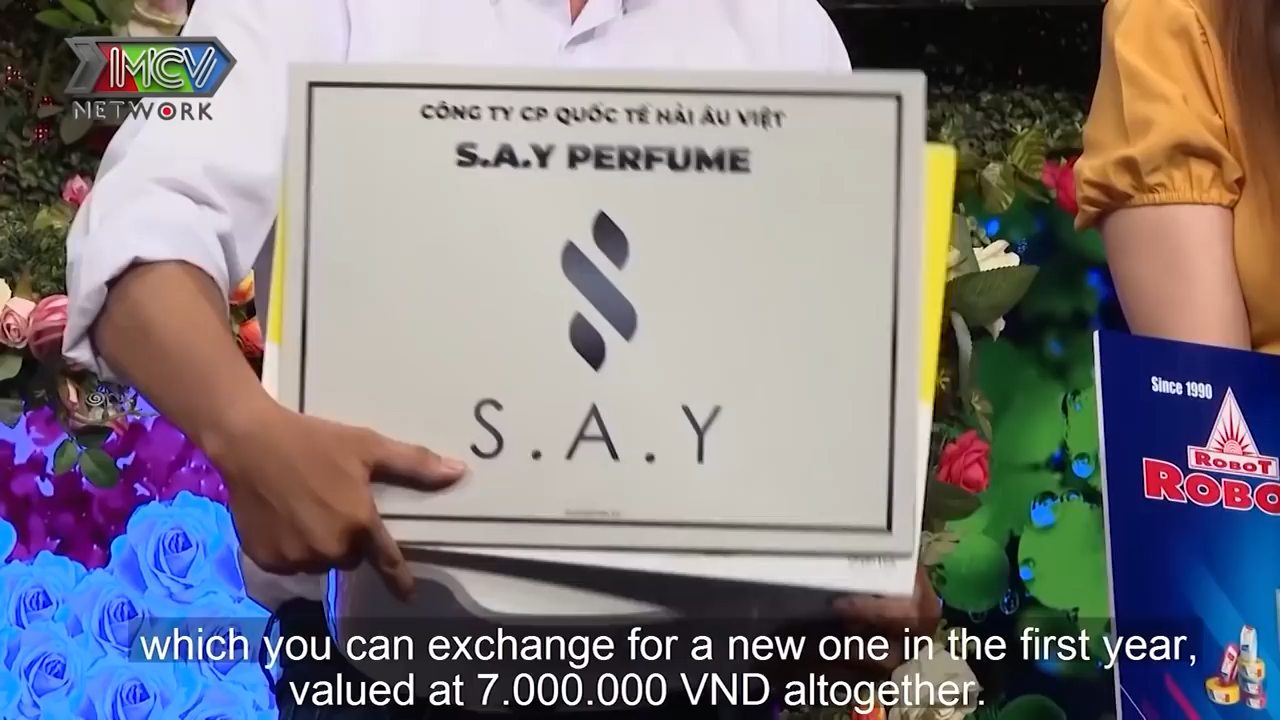 MCV
NETWORK
CÔNG TY CP QUỐC TẾ HẢI ÂU VIỆT
S.A.Y PERFUME
S.A.Y
Since 1990
ROBOT
ROBO
which you can exchange for a new one in the first year,
valued at 7.000.000 VND altogether.